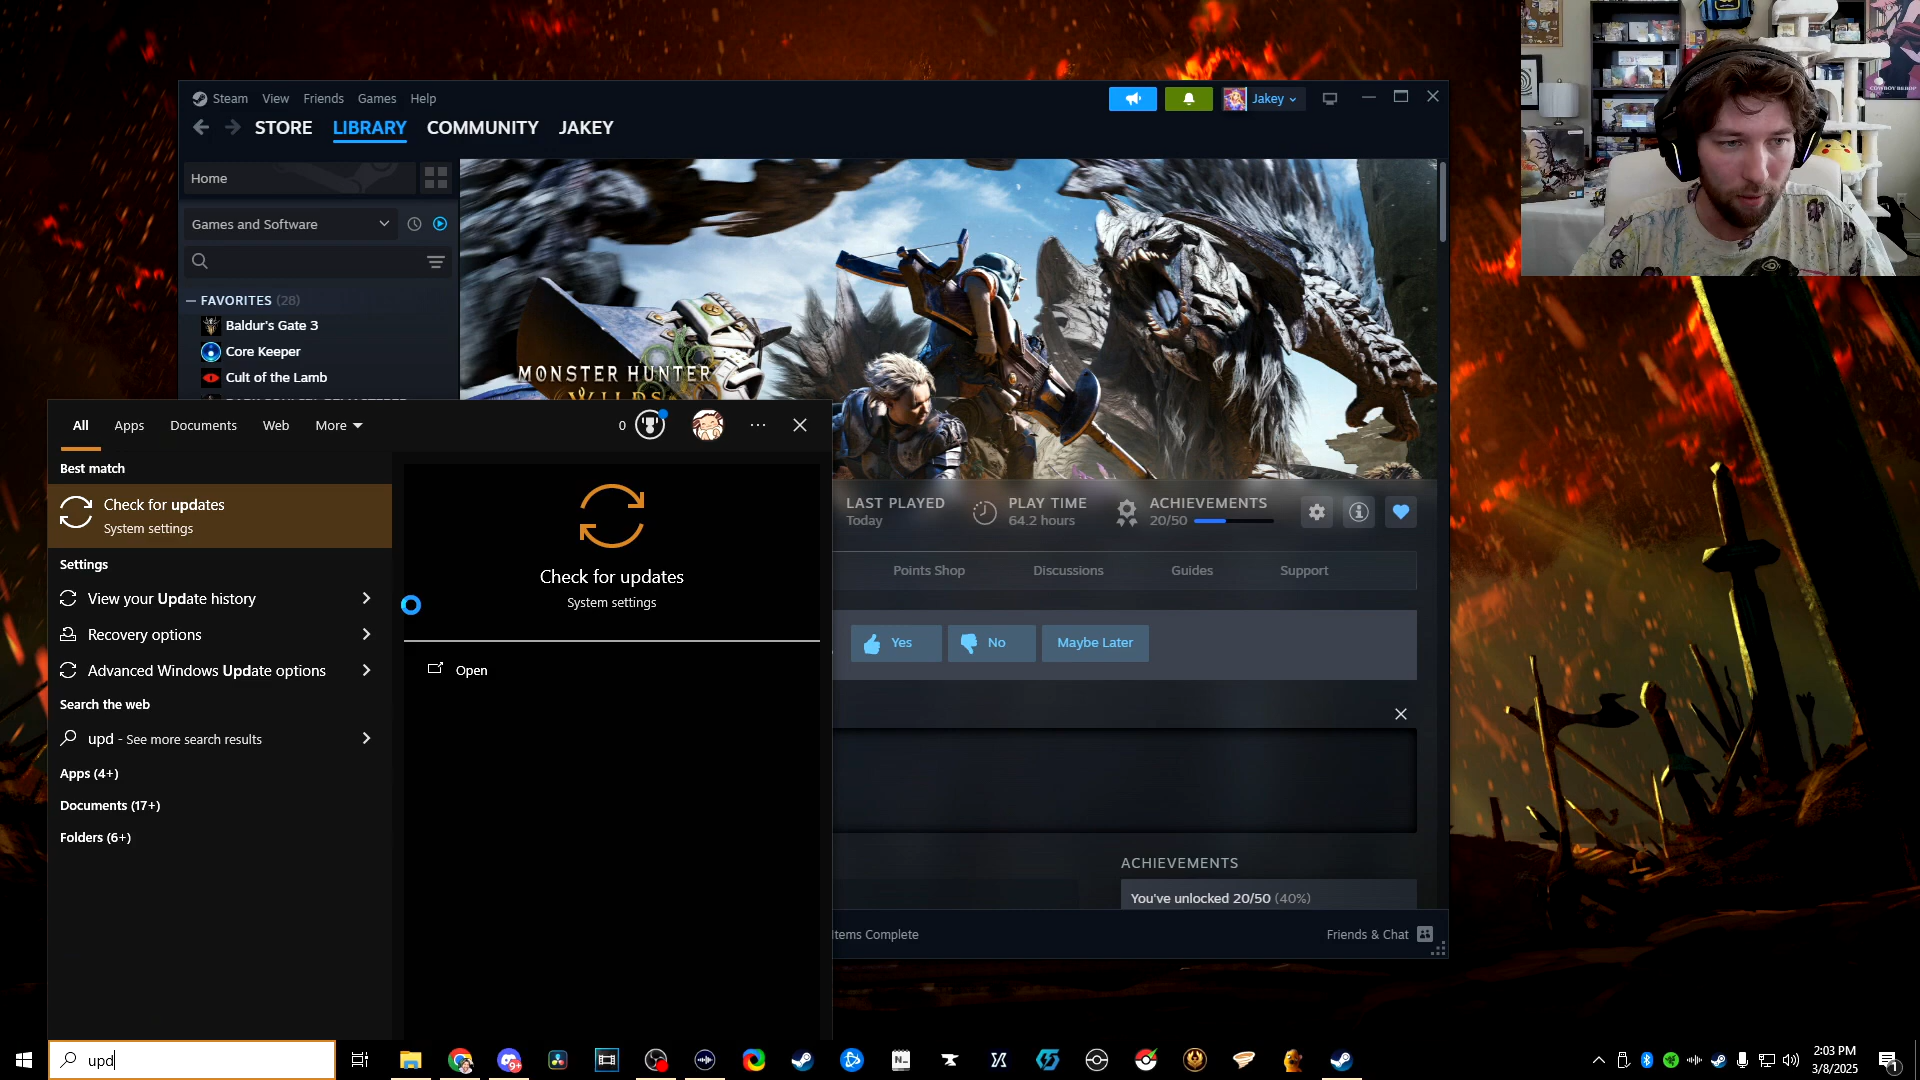 Steam View Friends Games Help
Jakey
STORE LIBRARY COMMUNITY JAKEY
Home
Games and Software
FAVORITES (28)
Baldur's Gate 3
Core Keeper
Cult of the Lamb
MONSTER HUNTER
WILDS
COWBOY BEBOP
All Apps Documents Web More
0
Best match
Check for updates
System settings
Settings
View your Update history
Recovery options
Advanced Windows Update options
Search the web
upd - See more search results
Apps (4+)
Documents (17+)
Folders (6+)
Check for updates
System settings
Open
LAST PLAYED
Today
PLAY TIME
64.2 hours
ACHIEVEMENTS
20/50
Points Shop Discussions Guides Support
Yes No Maybe Later
ACHIEVEMENTS
You've unlocked 20/50 (40%)
Items Complete
Friends & Chat
upd
9+
N
2:03 PM
3/8/2025
1